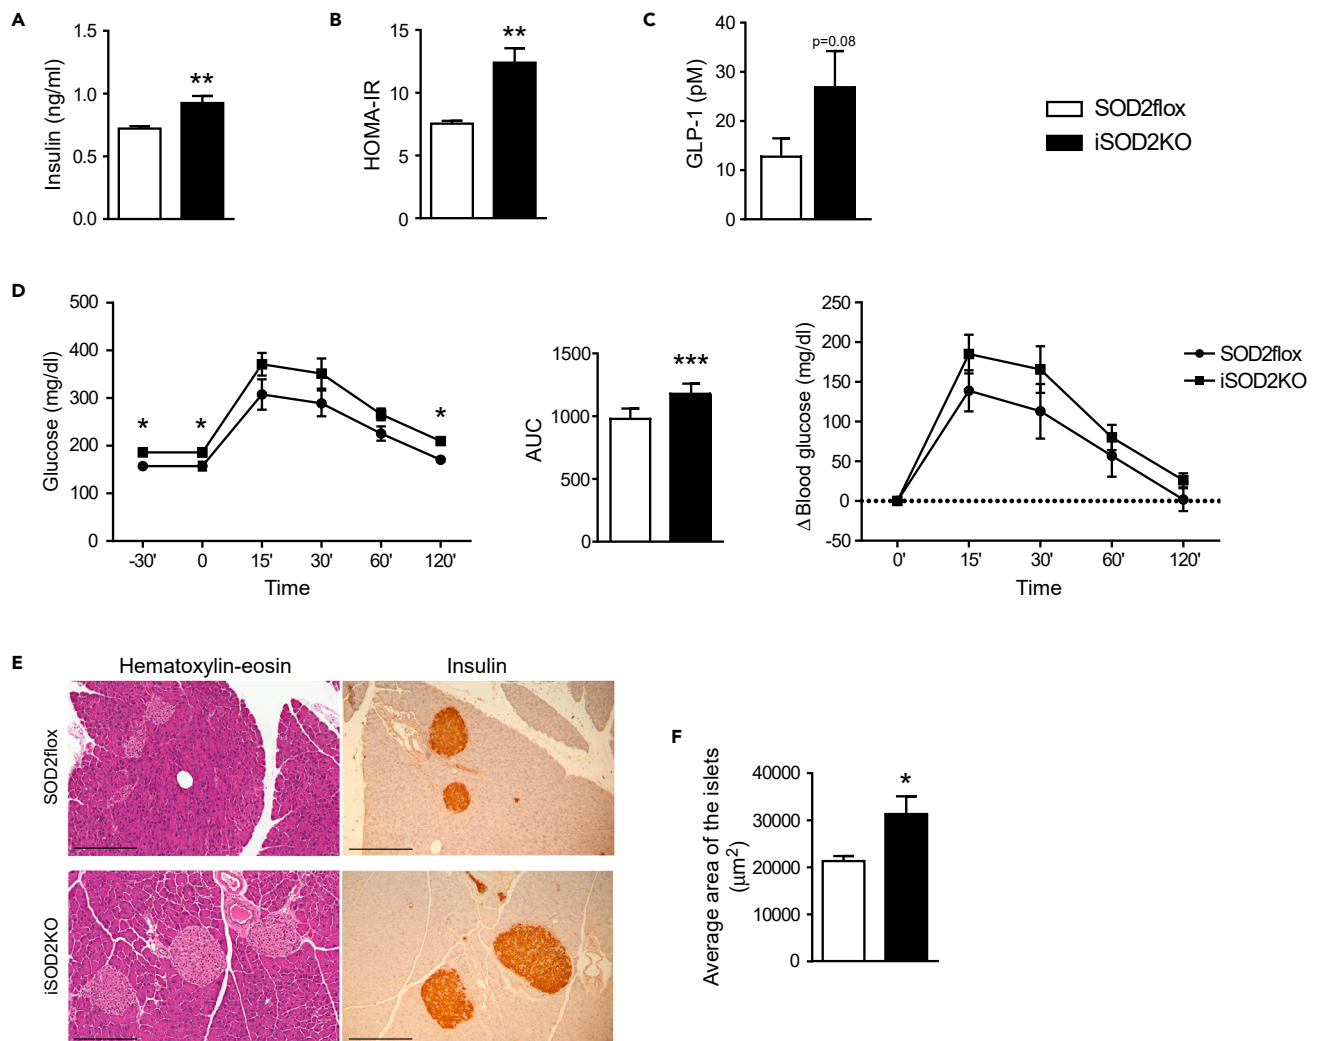 A
Insulin (ng/ml)
1.5
1.0
0.5
0.0
**
B
HOMA-IR
15
10
5
0
**
C
GLP-1 (pM)
40
30
20
10
0
p=0.08
SOD2flox
iSOD2KO
D
Glucose (mg/dl)
500
400
300
200
100
0
* * *
-30' 0 15' 30' 60' 120'
Time
AUC
1500
1000
500
0
***
Δ Blood glucose (mg/dl)
250
200
150
100
50
0
-50
0' 15' 30' 60' 120'
Time
SOD2flox
iSOD2KO
E
Hematoxylin-eosin Insulin
SOD2flox
iSOD2KO
F
Average area of the islets
(μm²)
40000
30000
20000
10000
0
*